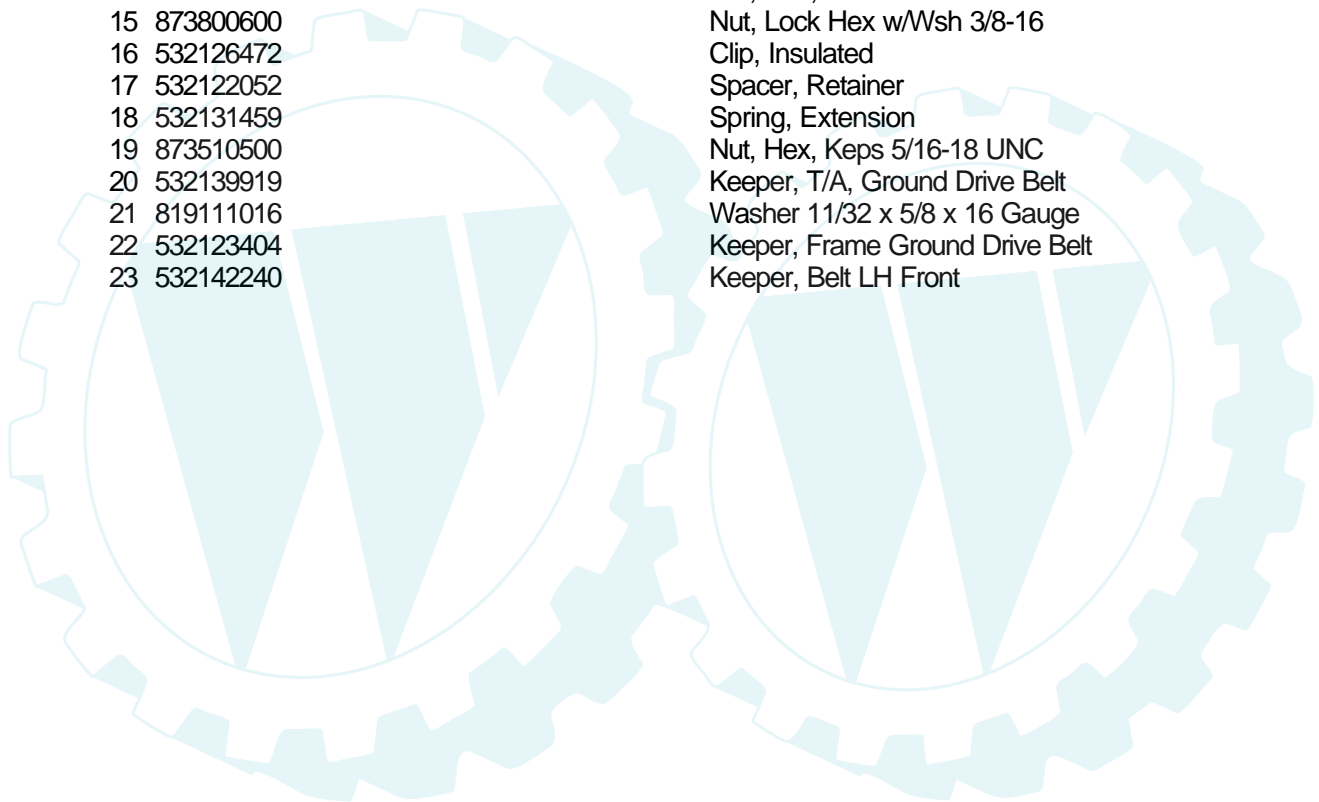 15 873800600 Nut, Lock Hex w/Wsh 3/8-16
16 532126472 Clip, Insulated
17 532122052 Spacer, Retainer
18 532131459 Spring, Extension
19 873510500 Nut, Hex, Keps 5/16-18 UNC
20 532139919 Keeper, T/A, Ground Drive Belt
21 819111016 Washer 11/32 x 5/8 x 16 Gauge
22 532123404 Keeper, Frame Ground Drive Belt
23 532142240 Keeper, Belt LH Front